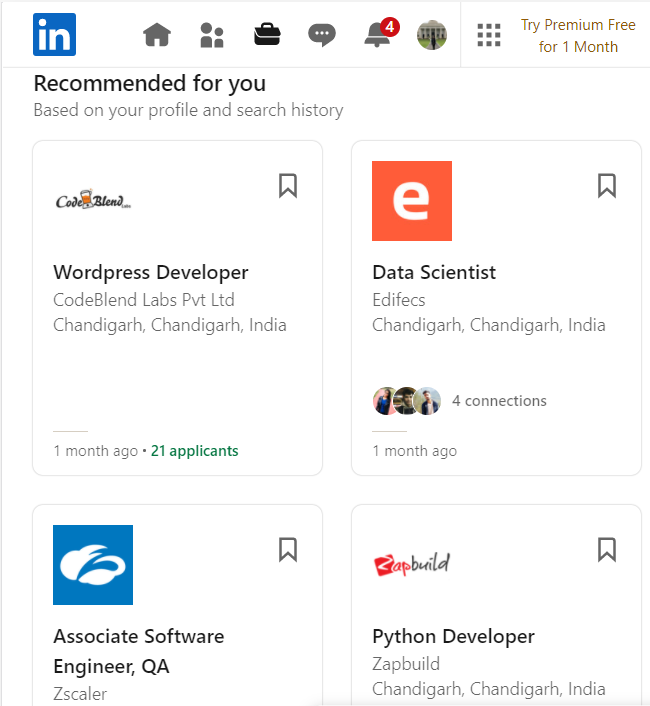 in
4
Try Premium Free
for 1 Month
Recommended for you
Based on your profile and search history
CodeBlend
Labs
Wordpress Developer
CodeBlend Labs Pvt Ltd
Chandigarh, Chandigarh, India
1 month ago • 21 applicants
e
Data Scientist
Edifecs
Chandigarh, Chandigarh, India
4 connections
1 month ago
Associate Software
Engineer, QA
Zscaler
Zapbuild
Python Developer
Zapbuild
Chandigarh, Chandigarh, India